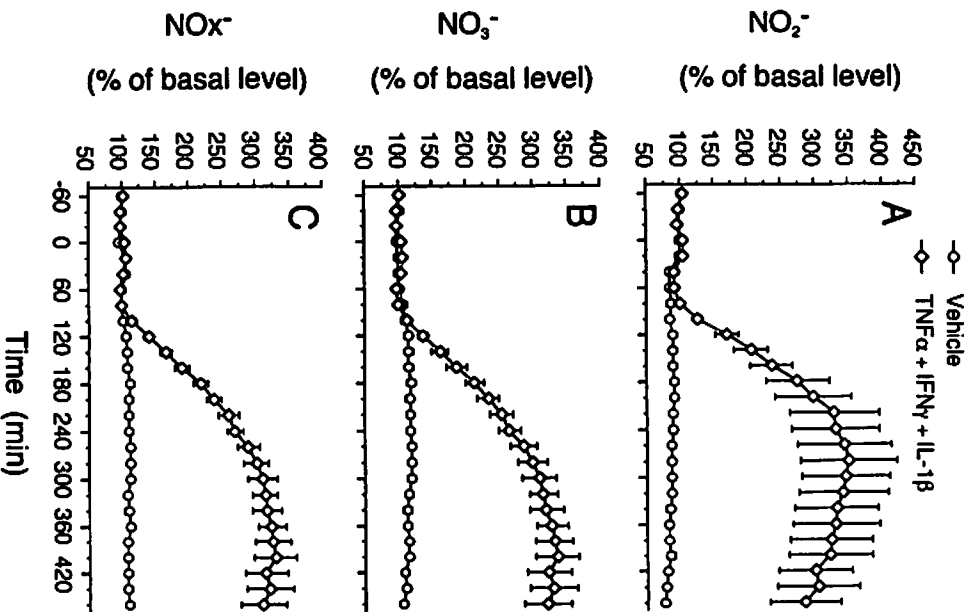 Vehicle
TNFα + IFNγ + IL-1β
A
NO₂⁻
(% of basal level)
450
400
350
300
250
200
150
100
50
B
NO₃⁻
(% of basal level)
400
350
300
250
200
150
100
50
C
NOx⁻
(% of basal level)
400
350
300
250
200
150
100
50
-60 0 60 120 180 240 300 360 420
Time (min)